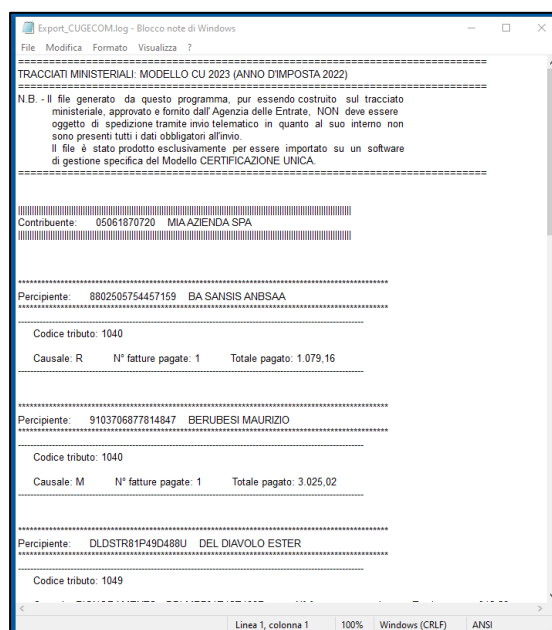 Export_CUGECOM.log - Blocco note di Windows
File Modifica Formato Visualizza ?
================================================================================
TRACCIATI MINISTERIALI: MODELLO CU 2023 (ANNO D'IMPOSTA 2022)
================================================================================
N.B. - Il file generato da questo programma, pur essendo costruito sul tracciato
ministeriale, approvato e fornito dall' Agenzia delle Entrate, NON deve essere
oggetto di spedizione tramite invio telematico in quanto al suo interno non
sono presenti tutti i dati obbligatori all'invio.
Il file è stato prodotto esclusivamente per essere importato su un software
di gestione specifica del Modello CERTIFICAZIONE UNICA.
================================================================================
Contribuente: 05061870720 MIA AZIENDA SPA
********************************************************************************
Percipiente: 8802505754457159 BA SANSIS ANBSAA
********************************************************************************
--------------------------------------------------------------------------------
Codice tributo: 1040
Causale: R N° fatture pagate: 1 Totale pagato: 1.079,16
--------------------------------------------------------------------------------
********************************************************************************
Percipiente: 9103706877814847 BERUBESI MAURIZIO
********************************************************************************
--------------------------------------------------------------------------------
Codice tributo: 1040
Causale: M N° fatture pagate: 1 Totale pagato: 3.025,02
--------------------------------------------------------------------------------
********************************************************************************
Percipiente: DLDSTR81P49D488U DEL DIAVOLO ESTER
********************************************************************************
--------------------------------------------------------------------------------
Codice tributo: 1049
Linea 1, colonna 1 100% Windows (CRLF) ANSI